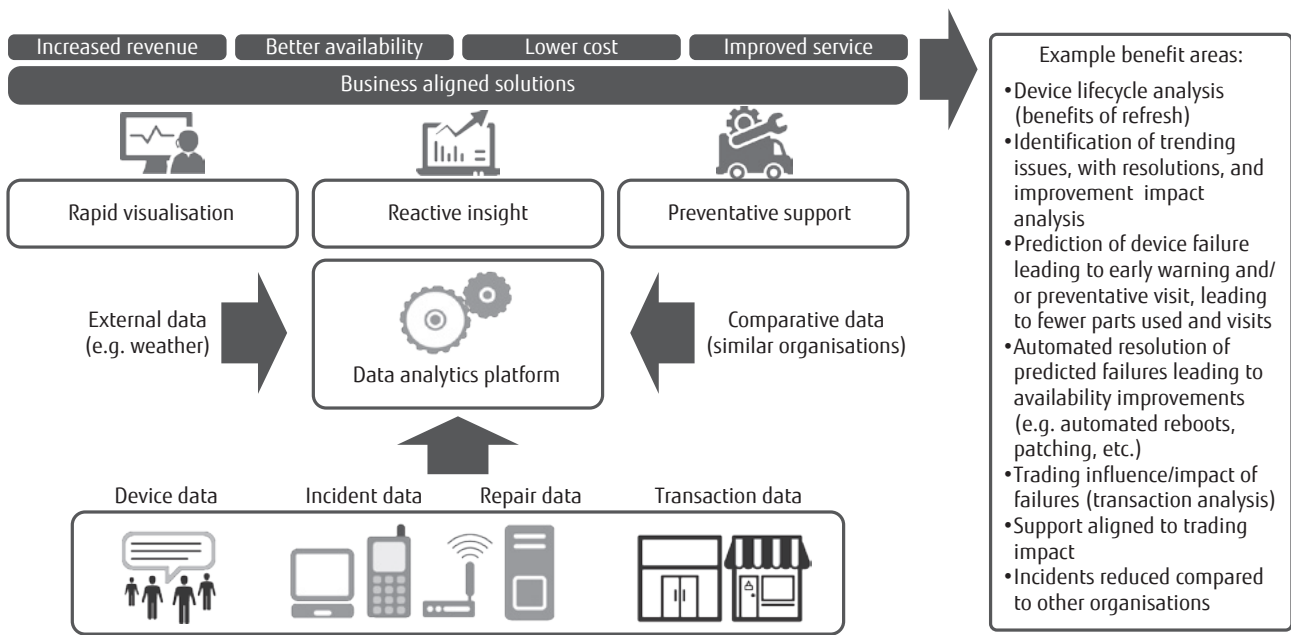 Increased revenue
Better availability
Lower cost
Improved service
Business aligned solutions
Rapid visualisation
Reactive insight
Preventative support
External data
(e.g. weather)
Data analytics platform
Comparative data
(similar organisations)
Device data
Incident data
Repair data
Transaction data
Example benefit areas:
•Device lifecycle analysis
(benefits of refresh)
•Identification of trending
issues, with resolutions, and
improvement impact
analysis
•Prediction of device failure
leading to early warning and/
or preventative visit, leading
to fewer parts used and visits
•Automated resolution of
predicted failures leading to
availability improvements
(e.g. automated reboots,
patching, etc.)
•Trading influence/impact of
failures (transaction analysis)
•Support aligned to trading
impact
•Incidents reduced compared
to other organisations